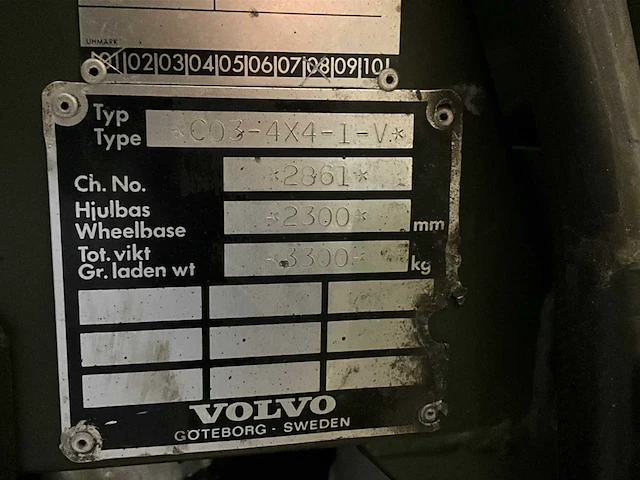 UHMÄRK
01|02|03|04|05|06|07|08|09|10|
Typ
Type *C03-4X4-1-V*
Ch. No. *2861*
Hjulbas
Wheelbase *2300* mm
Tot. vikt
Gr. laden wt *3300* kg
VOLVO
GÖTEBORG - SWEDEN